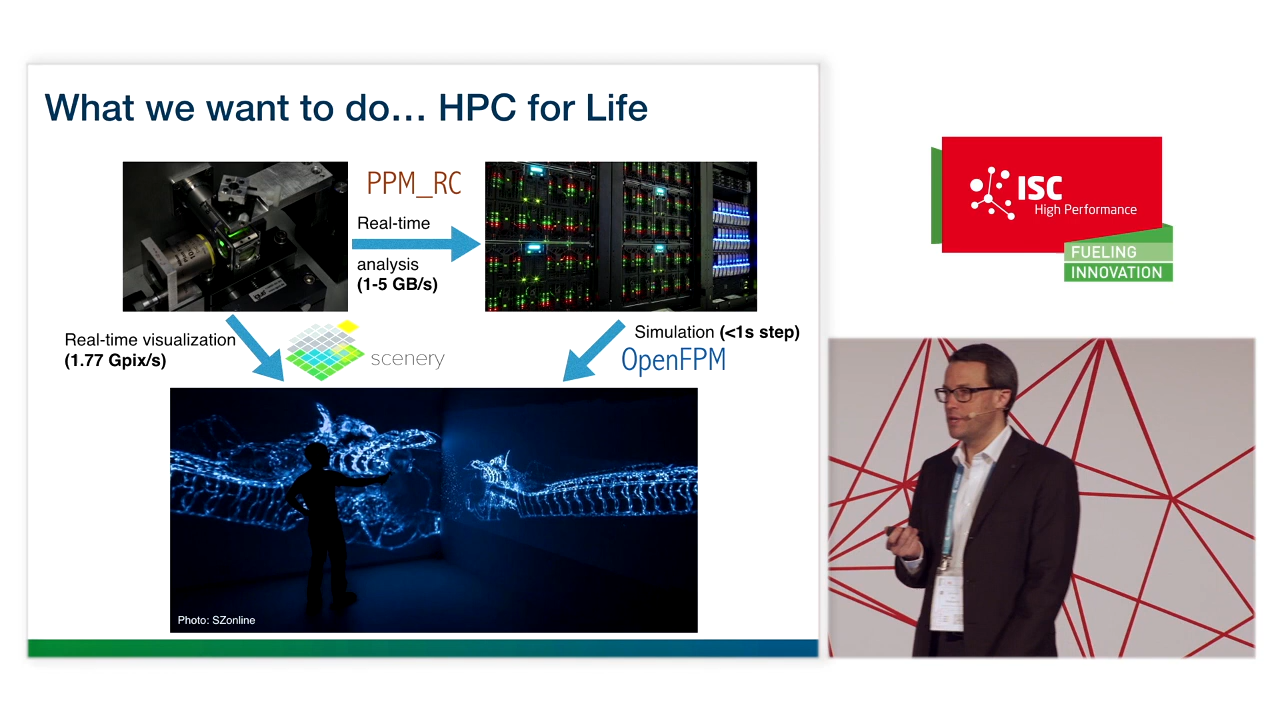 What we want to do… HPC for Life
PPM_RC
Real-time
analysis
(1-5 GB/s)
Real-time visualization
(1.77 Gpix/s)
scenery
Simulation (<1s step)
OpenFPM
Photo: SZonline
ISC
High Performance
FUELING
INNOVATION